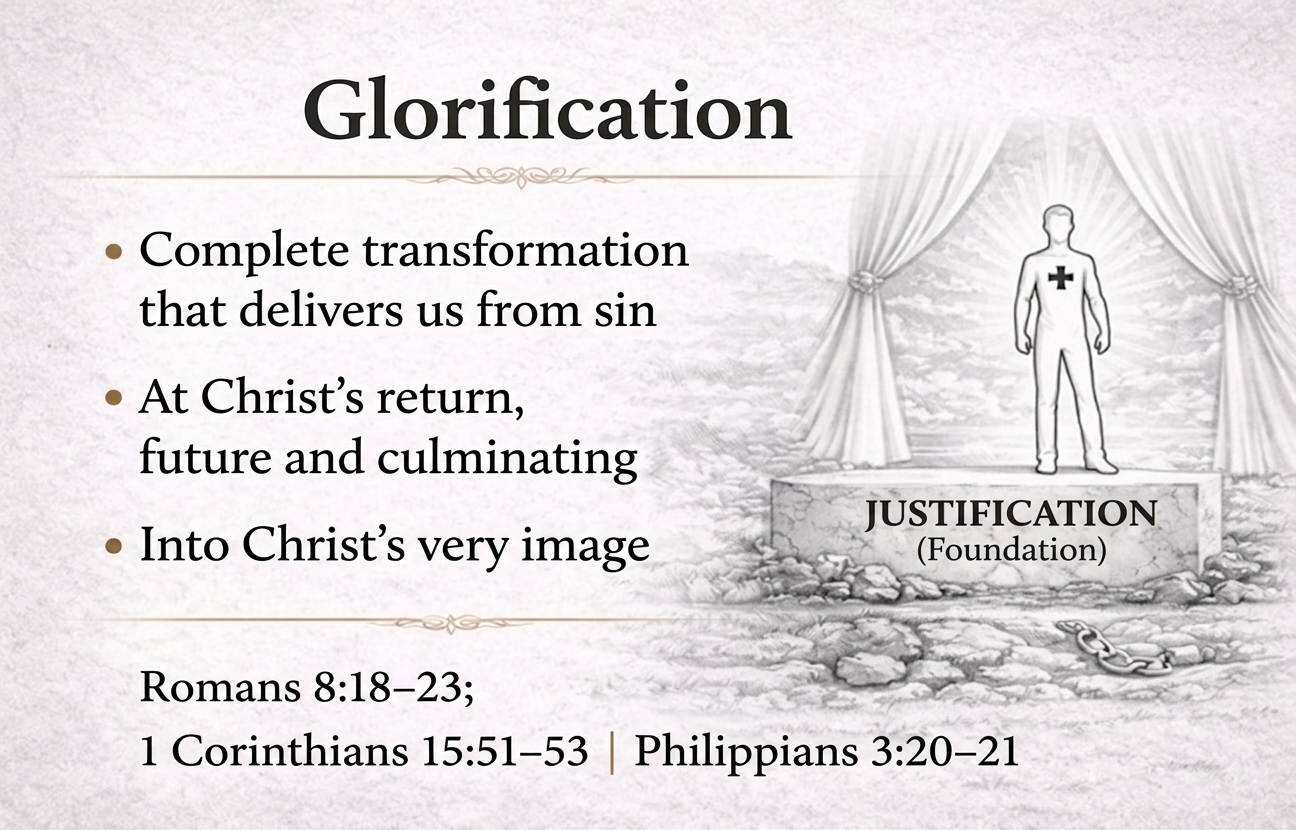 Glorification
• Complete transformation
that delivers us from sin
• At Christ’s return,
future and culminating
• Into Christ’s very image
JUSTIFICATION
(Foundation)
Romans 8:18–23;
1 Corinthians 15:51–53 | Philippians 3:20–21